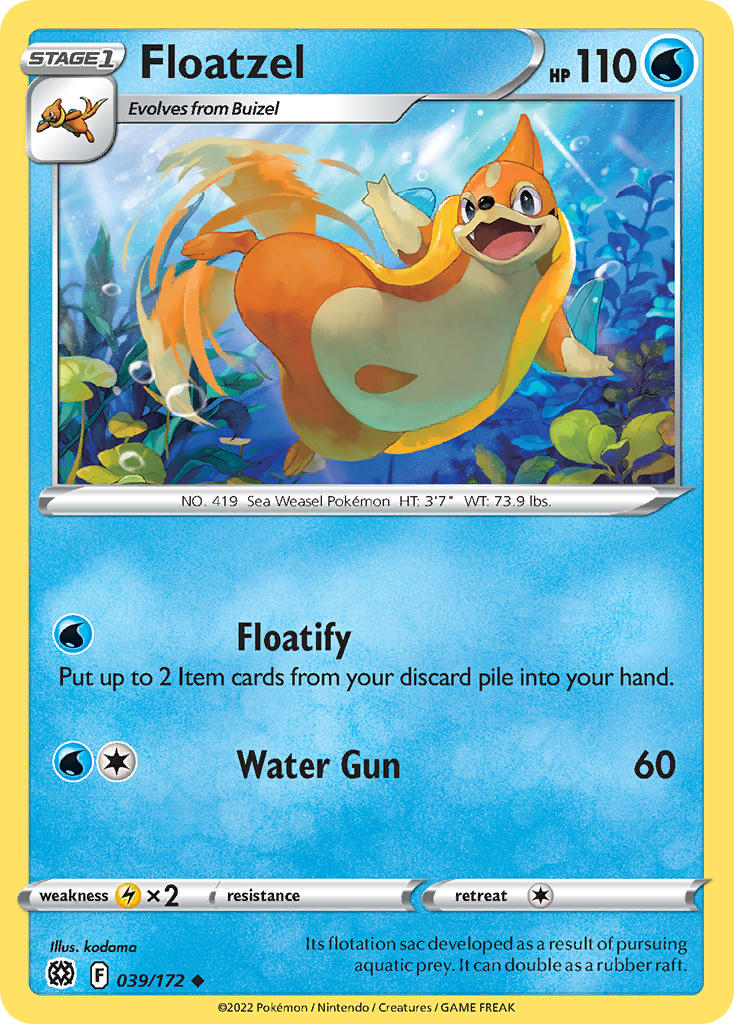 STAGE 1
Floatzel
HP 110
Evolves from Buizel
NO. 419 Sea Weasel Pokémon HT: 3'7" WT: 73.9 lbs.
Floatify
Put up to 2 Item cards from your discard pile into your hand.
Water Gun 60
weakness ×2 resistance retreat
Illus. kodama
Its flotation sac developed as a result of pursuing
aquatic prey. It can double as a rubber raft.
F 039/172
©2022 Pokémon / Nintendo / Creatures / GAME FREAK